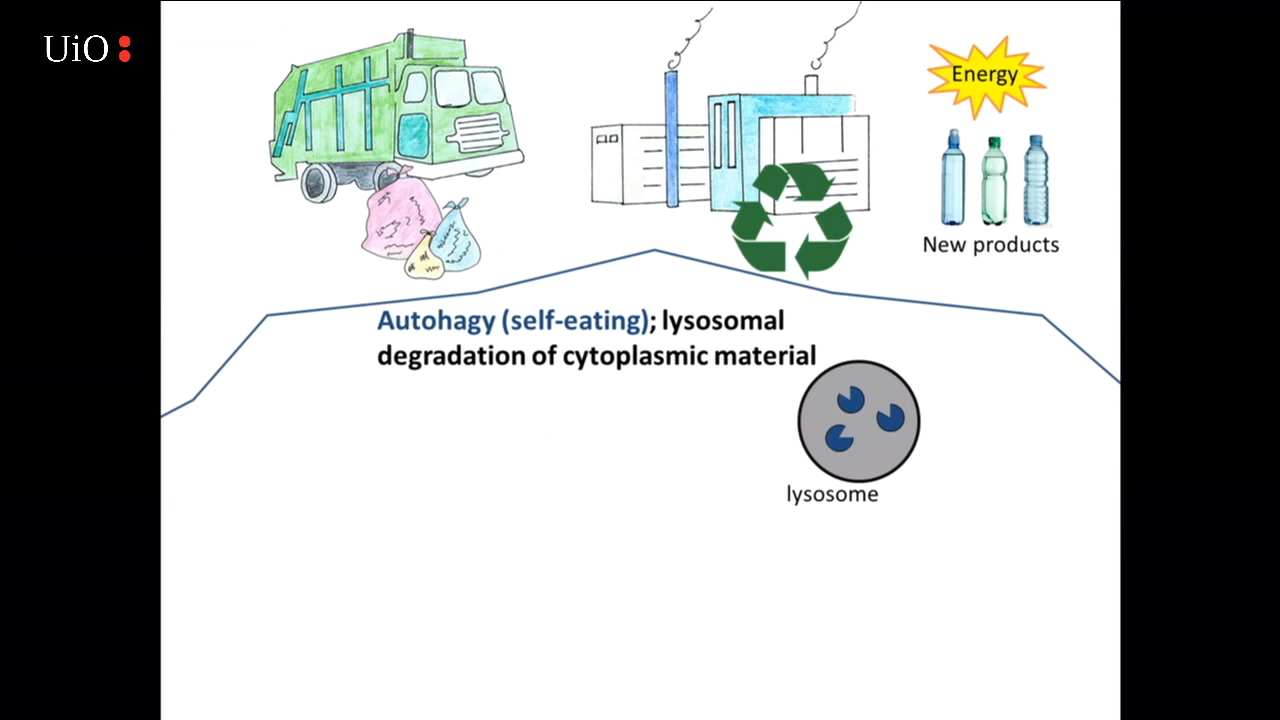 UiO:
Energy
New products
Autohagy (self-eating); lysosomal
degradation of cytoplasmic material
lysosome